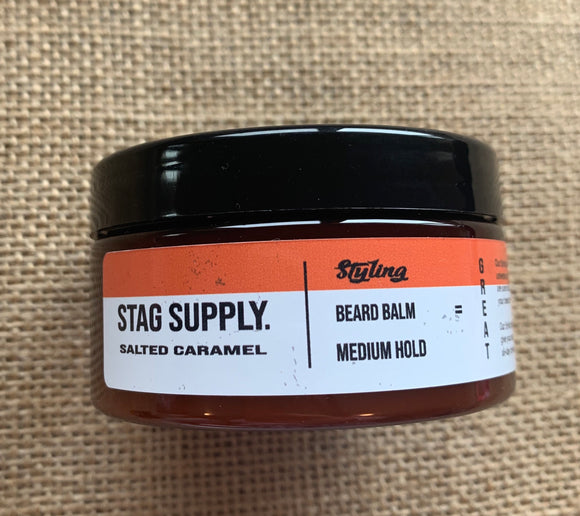 STAG SUPPLY.
SALTED CARAMEL
Styling
BEARD BALM =
MEDIUM HOLD
GREAT